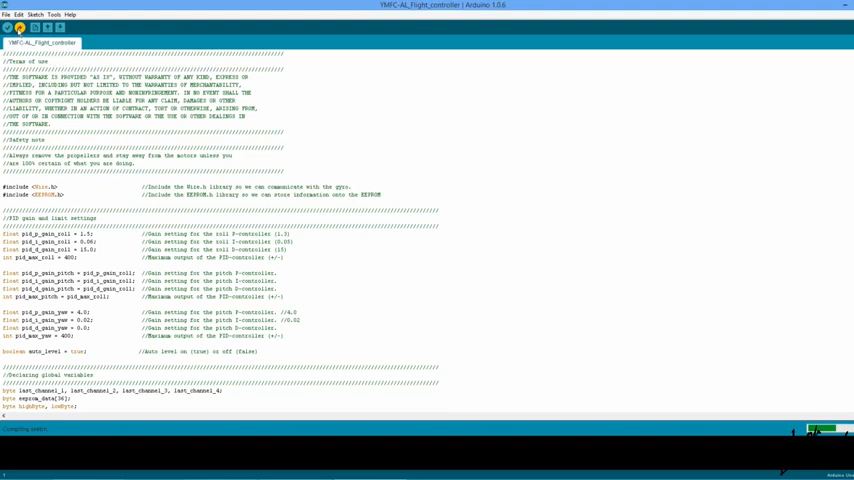 YMFC-AL_Flight_controller | Arduino 1.0.6
File Edit Sketch Tools Help
YMFC-AL_Flight_controller
///////////////////////////////////////////////////////////////////////////////////////
//Terms of use
///////////////////////////////////////////////////////////////////////////////////////
//THE SOFTWARE IS PROVIDED "AS IS", WITHOUT WARRANTY OF ANY KIND, EXPRESS OR
//IMPLIED, INCLUDING BUT NOT LIMITED TO THE WARRANTIES OF MERCHANTABILITY,
//FITNESS FOR A PARTICULAR PURPOSE AND NONINFRINGEMENT. IN NO EVENT SHALL THE
//AUTHORS OR COPYRIGHT HOLDERS BE LIABLE FOR ANY CLAIM, DAMAGES OR OTHER
//LIABILITY, WHETHER IN AN ACTION OF CONTRACT, TORT OR OTHERWISE, ARISING FROM,
//OUT OF OR IN CONNECTION WITH THE SOFTWARE OR THE USE OR OTHER DEALINGS IN
//THE SOFTWARE.
///////////////////////////////////////////////////////////////////////////////////////
//Safety note
///////////////////////////////////////////////////////////////////////////////////////
//Always remove the propellers and stay away from the motors unless you
//are 100% certain of what you are doing.
///////////////////////////////////////////////////////////////////////////////////////
#include <Wire.h> //Include the Wire.h library so we can communicate with the gyro.
#include <EEPROM.h> //Include the EEPROM.h library so we can store information onto the EEPROM
///////////////////////////////////////////////////////////////////////////////////////////////////////////////////////////////////////
//PID gain and limit settings
///////////////////////////////////////////////////////////////////////////////////////////////////////////////////////////////////////
float pid_p_gain_roll = 1.5; //Gain setting for the roll P-controller (1.3)
float pid_i_gain_roll = 0.06; //Gain setting for the roll I-controller (0.05)
float pid_d_gain_roll = 15.0; //Gain setting for the roll D-controller (15)
int pid_max_roll = 400; //Maximum output of the PID-controller (+/-)
float pid_p_gain_pitch = pid_p_gain_roll; //Gain setting for the pitch P-controller.
float pid_i_gain_pitch = pid_i_gain_roll; //Gain setting for the pitch I-controller.
float pid_d_gain_pitch = pid_d_gain_roll; //Gain setting for the pitch D-controller.
int pid_max_pitch = pid_max_roll; //Maximum output of the PID-controller (+/-)
float pid_p_gain_yaw = 4.0; //Gain setting for the pitch P-controller. //4.0
float pid_i_gain_yaw = 0.02; //Gain setting for the pitch I-controller. //0.02
float pid_d_gain_yaw = 0.0; //Gain setting for the pitch D-controller.
int pid_max_yaw = 400; //Maximum output of the PID-controller (+/-)
boolean auto_level = true; //Auto level on (true) or off (false)
///////////////////////////////////////////////////////////////////////////////////////////////////////////////////////////////////////
//Declaring global variables
///////////////////////////////////////////////////////////////////////////////////////////////////////////////////////////////////////
byte last_channel_1, last_channel_2, last_channel_3, last_channel_4;
byte eeprom_data[36];
byte highByte, lowByte;
Compiling sketch
1
Arduino Uno